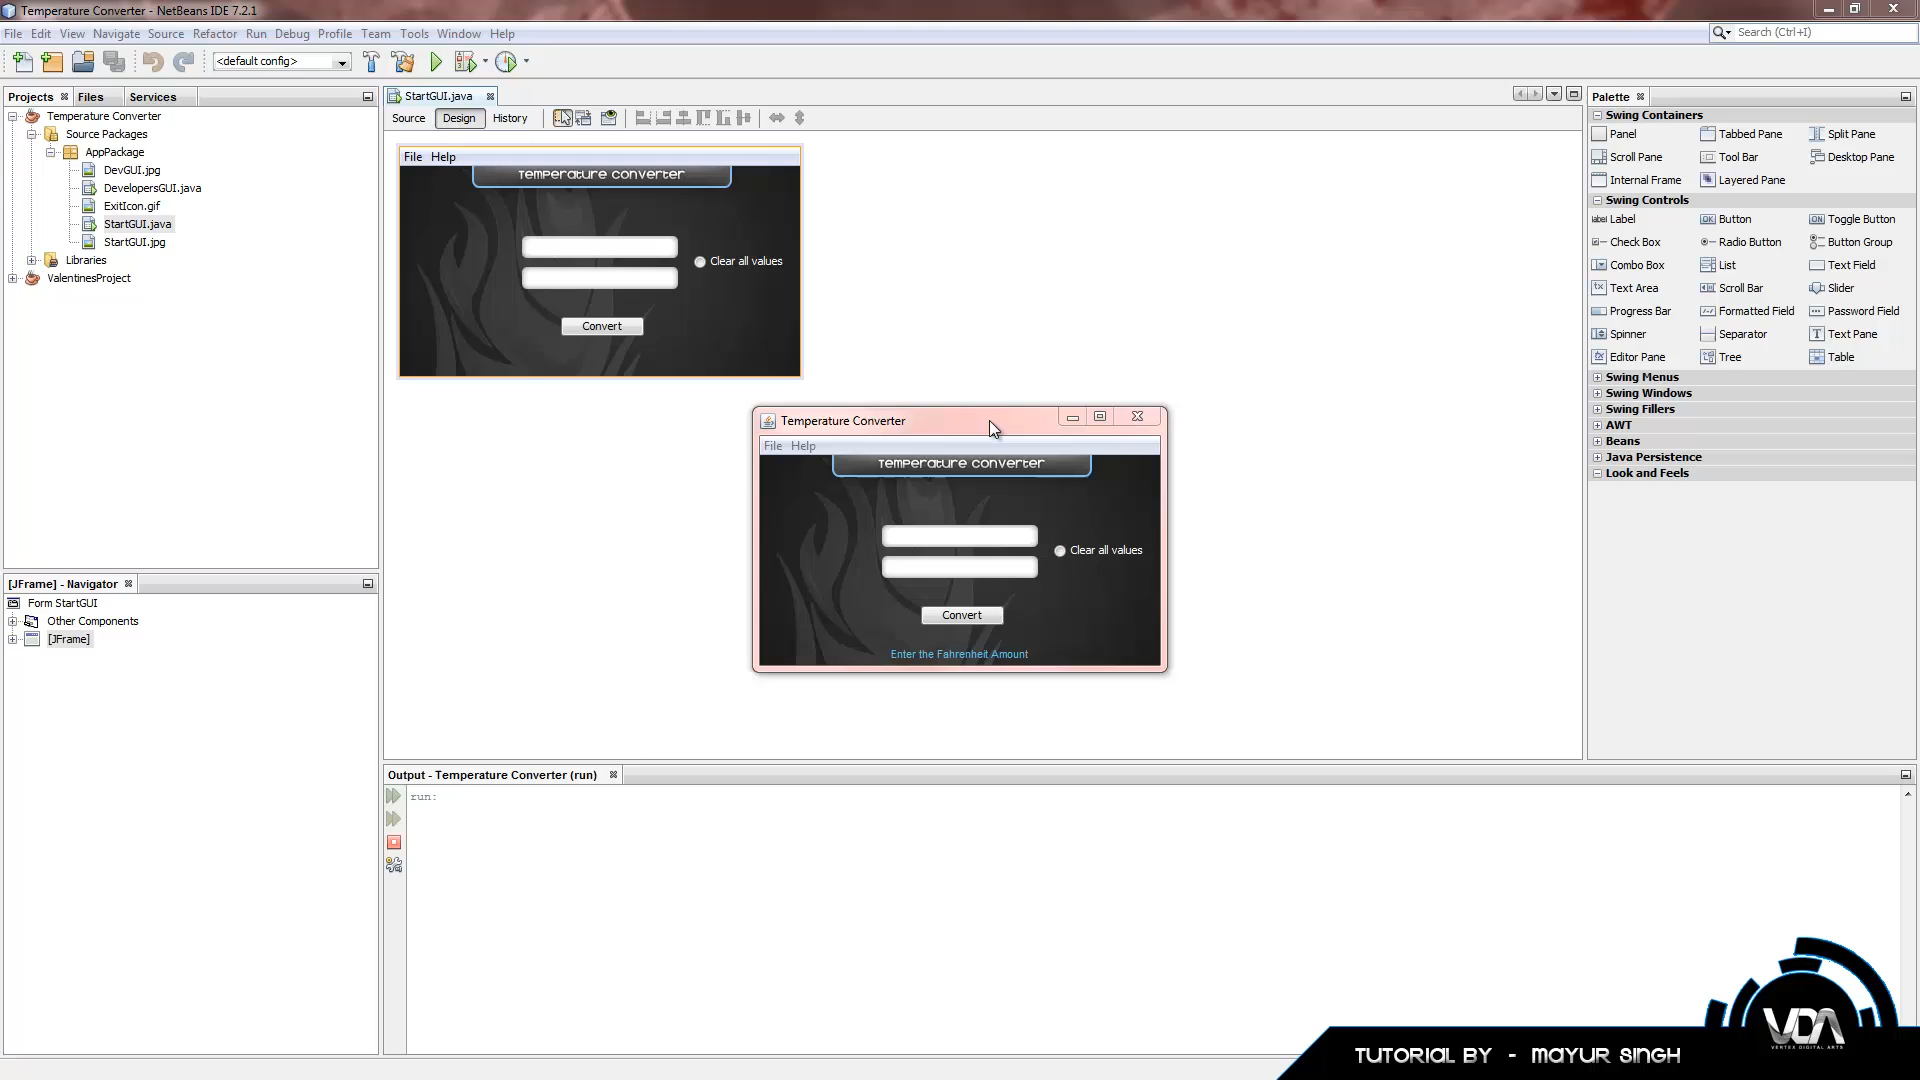 Temperature Converter - NetBeans IDE 7.2.1
File Edit View Navigate Source Refactor Run Debug Profile Team Tools Window Help
Search (Ctrl+I)
<default config>
Projects Files Services
Temperature Converter
Source Packages
AppPackage
DevGUI.jpg
DevelopersGUI.java
ExitIcon.gif
StartGUI.java
StartGUI.jpg
Libraries
ValentinesProject
[JFrame] - Navigator
Form StartGUI
Other Components
[JFrame]
StartGUI.java
Source Design History
File Help
Temperature Converter
Clear all values
Convert
Temperature Converter
File Help
Temperature Converter
Clear all values
Convert
Enter the Fahrenheit Amount
Output - Temperature Converter (run)
run:
Palette
Swing Containers
Panel Tabbed Pane Split Pane
Scroll Pane Tool Bar Desktop Pane
Internal Frame Layered Pane
Swing Controls
label Label OK Button ON Toggle Button
Check Box Radio Button Button Group
Combo Box List Text Field
Text Area Scroll Bar Slider
Progress Bar Formatted Field Password Field
Spinner Separator Text Pane
Editor Pane Tree Table
Swing Menus
Swing Windows
Swing Fillers
AWT
Beans
Java Persistence
Look and Feels
VDA
VERTEX DIGITAL ARTS
TUTORIAL BY - MAYUR SINGH